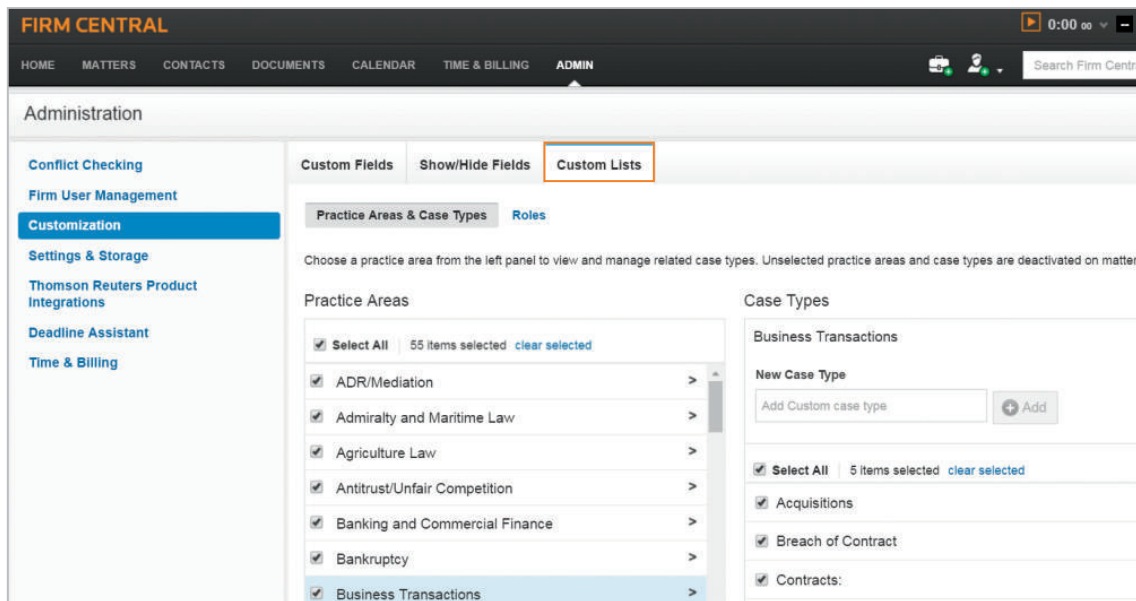 FIRM CENTRAL
0:00
HOME MATTERS CONTACTS DOCUMENTS CALENDAR TIME & BILLING ADMIN
Search Firm Centr
Administration
Conflict Checking
Firm User Management
Customization
Settings & Storage
Thomson Reuters Product
Integrations
Deadline Assistant
Time & Billing
Custom Fields Show/Hide Fields Custom Lists
Practice Areas & Case Types Roles
Choose a practice area from the left panel to view and manage related case types. Unselected practice areas and case types are deactivated on matter
Practice Areas
Select All 55 items selected clear selected
ADR/Mediation >
Admiralty and Maritime Law >
Agriculture Law >
Antitrust/Unfair Competition >
Banking and Commercial Finance >
Bankruptcy >
Business Transactions >
Case Types
Business Transactions
New Case Type
Add Custom case type
Add
Select All 5 items selected clear selected
Acquisitions
Breach of Contract
Contracts: